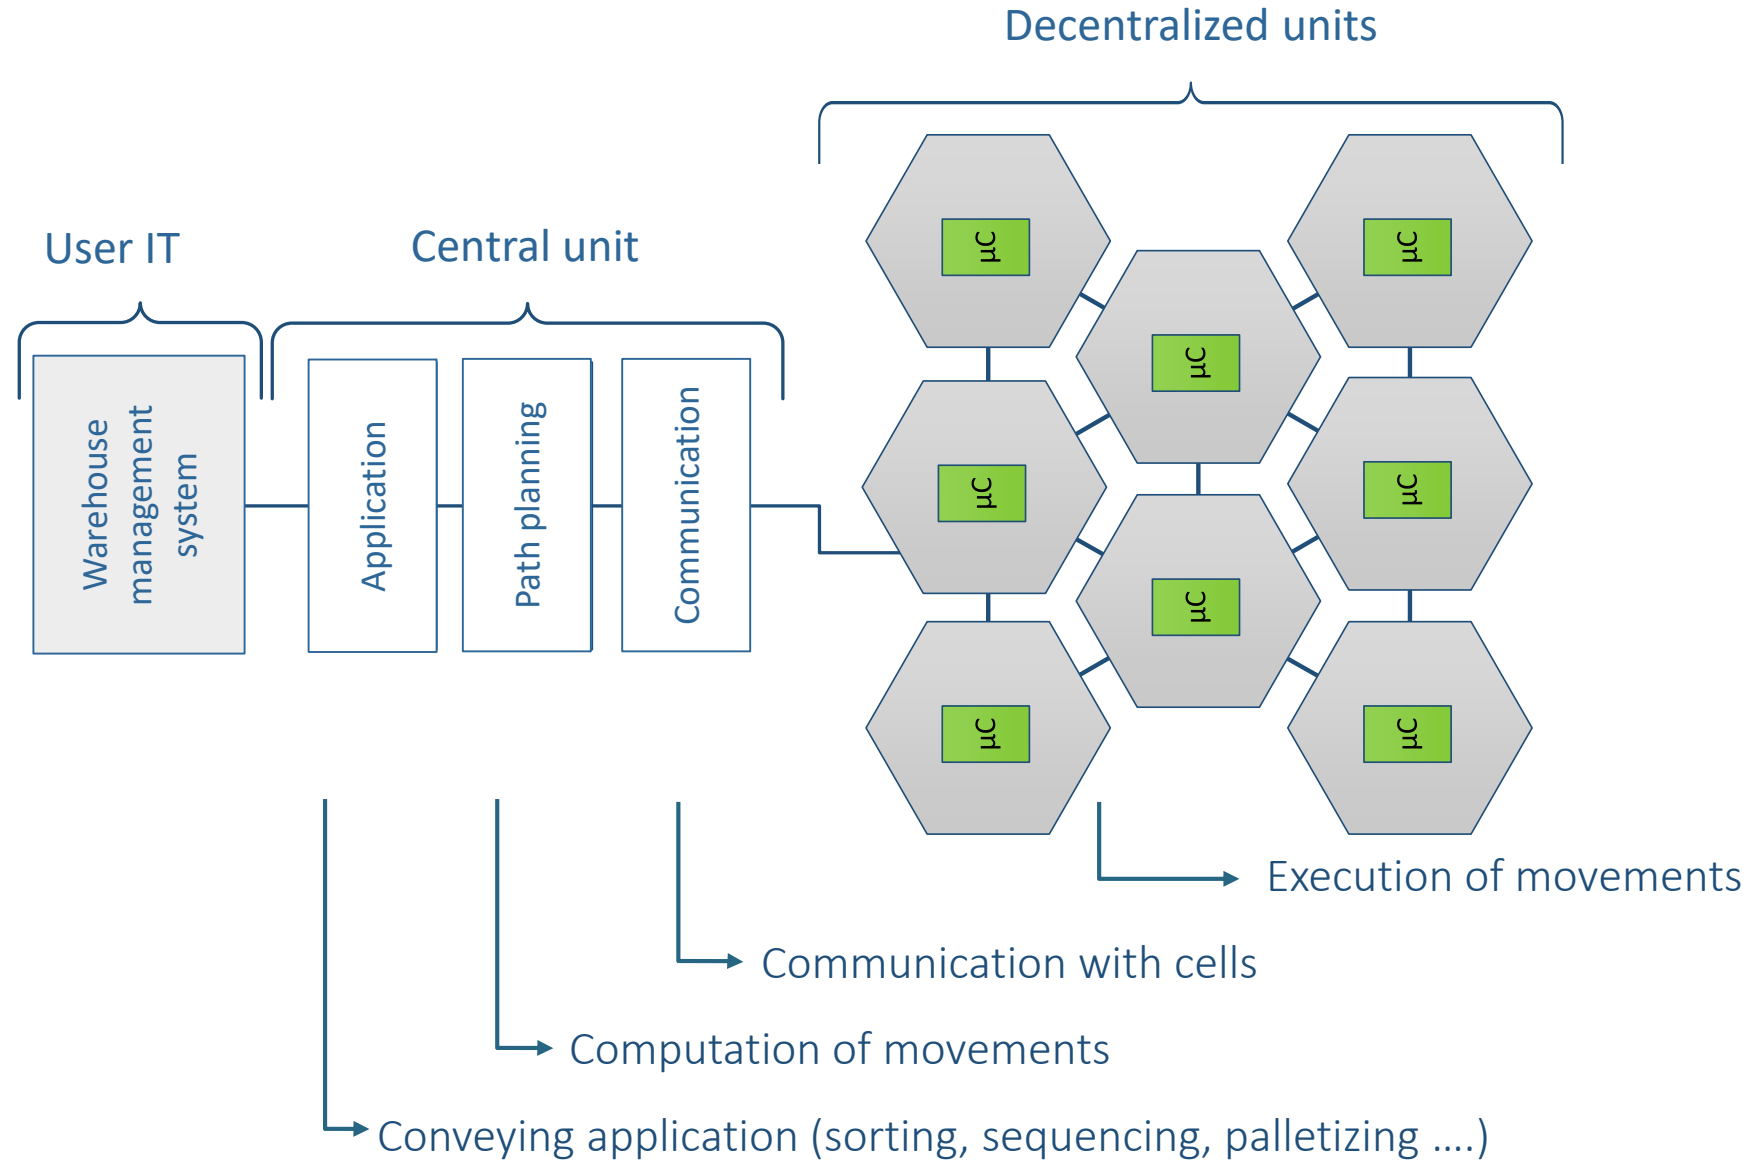 Decentralized units
User IT
Central unit
Warehouse
management
system
Application
Path planning
Communication
µC
µC
µC
µC
µC
µC
µC
µC
Execution of movements
Communication with cells
Computation of movements
Conveying application (sorting, sequencing, palletizing ....)